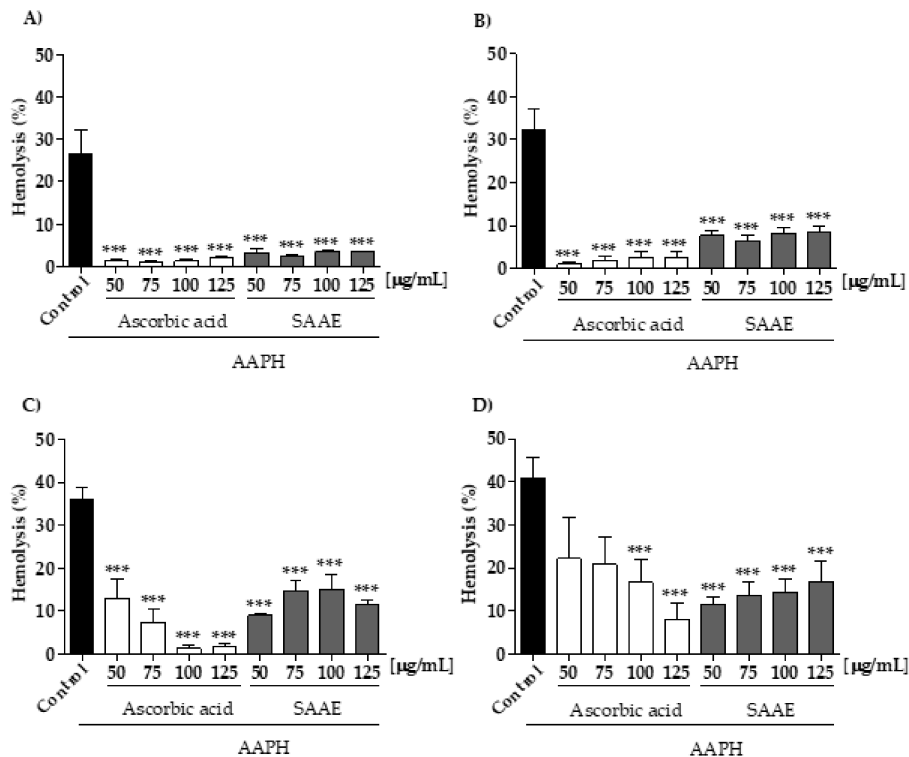 A)
50
40
30
20
10
0
Hemolysis (%)
*** *** *** *** *** *** *** ***
Control 50 75 100 125 50 75 100 125 [µg/mL]
Ascorbic acid SAAE
AAPH
B)
50
40
30
20
10
0
Hemolysis (%)
*** *** *** *** *** *** *** ***
Control 50 75 100 125 50 75 100 125 [µg/mL]
Ascorbic acid SAAE
AAPH
C)
50
40
30
20
10
0
Hemolysis (%)
*** *** *** *** *** *** *** ***
Control 50 75 100 125 50 75 100 125 [µg/mL]
Ascorbic acid SAAE
AAPH
D)
50
40
30
20
10
0
Hemolysis (%)
*** *** *** *** *** ***
Control 50 75 100 125 50 75 100 125 [µg/mL]
Ascorbic acid SAAE
AAPH